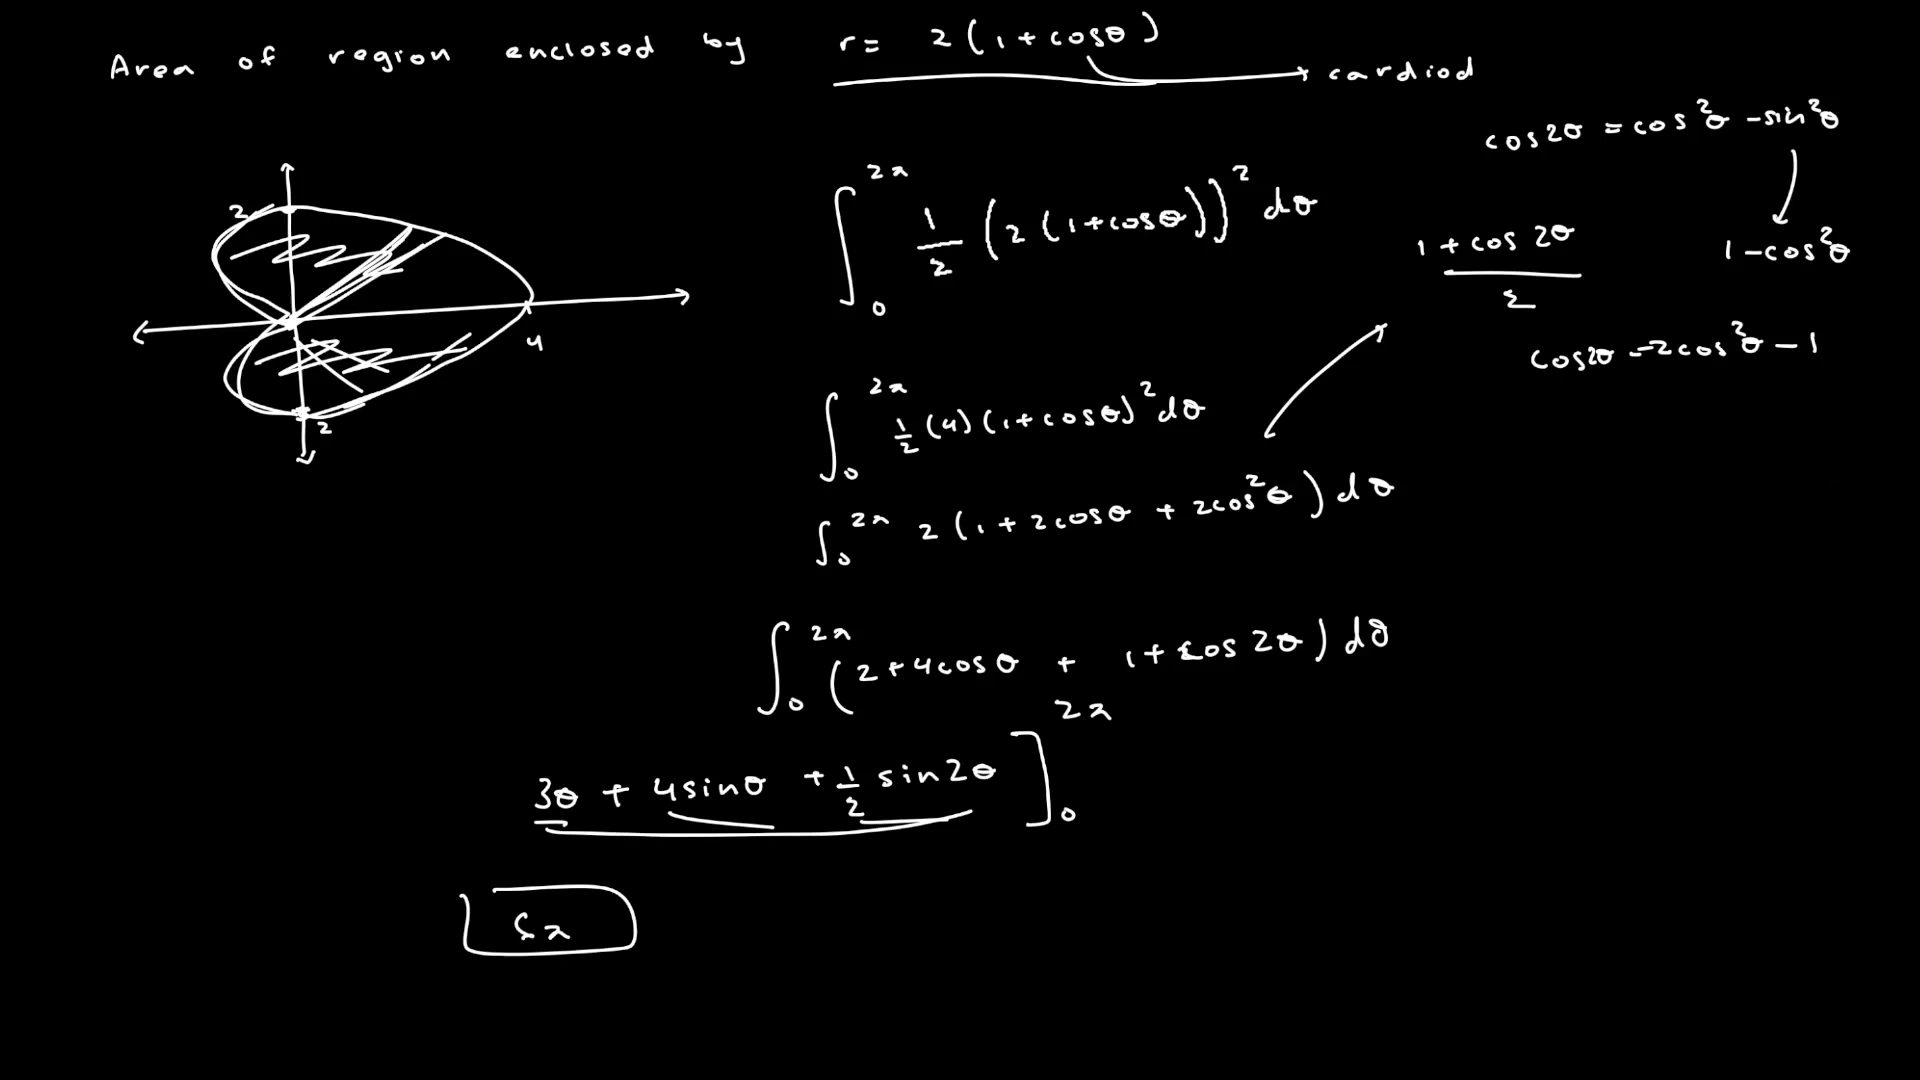 Area of region enclosed by r = 2(1+cosθ)
→ cardiod
cos2θ = cos²θ - sin²θ
1 - cos²θ
1 + cos 2θ / 2
cos2θ = 2cos²θ - 1
2
4
2
∫₀^2π 1/2 (2(1+cosθ))² dθ
∫₀^2π 1/2 (4)(1+cosθ)² dθ
∫₀^2π 2(1+2cosθ + 2cos²θ) dθ
∫₀^2π (2+4cosθ + 1+cos 2θ) dθ
3θ + 4sinθ + 1/2 sin2θ ]₀^2π